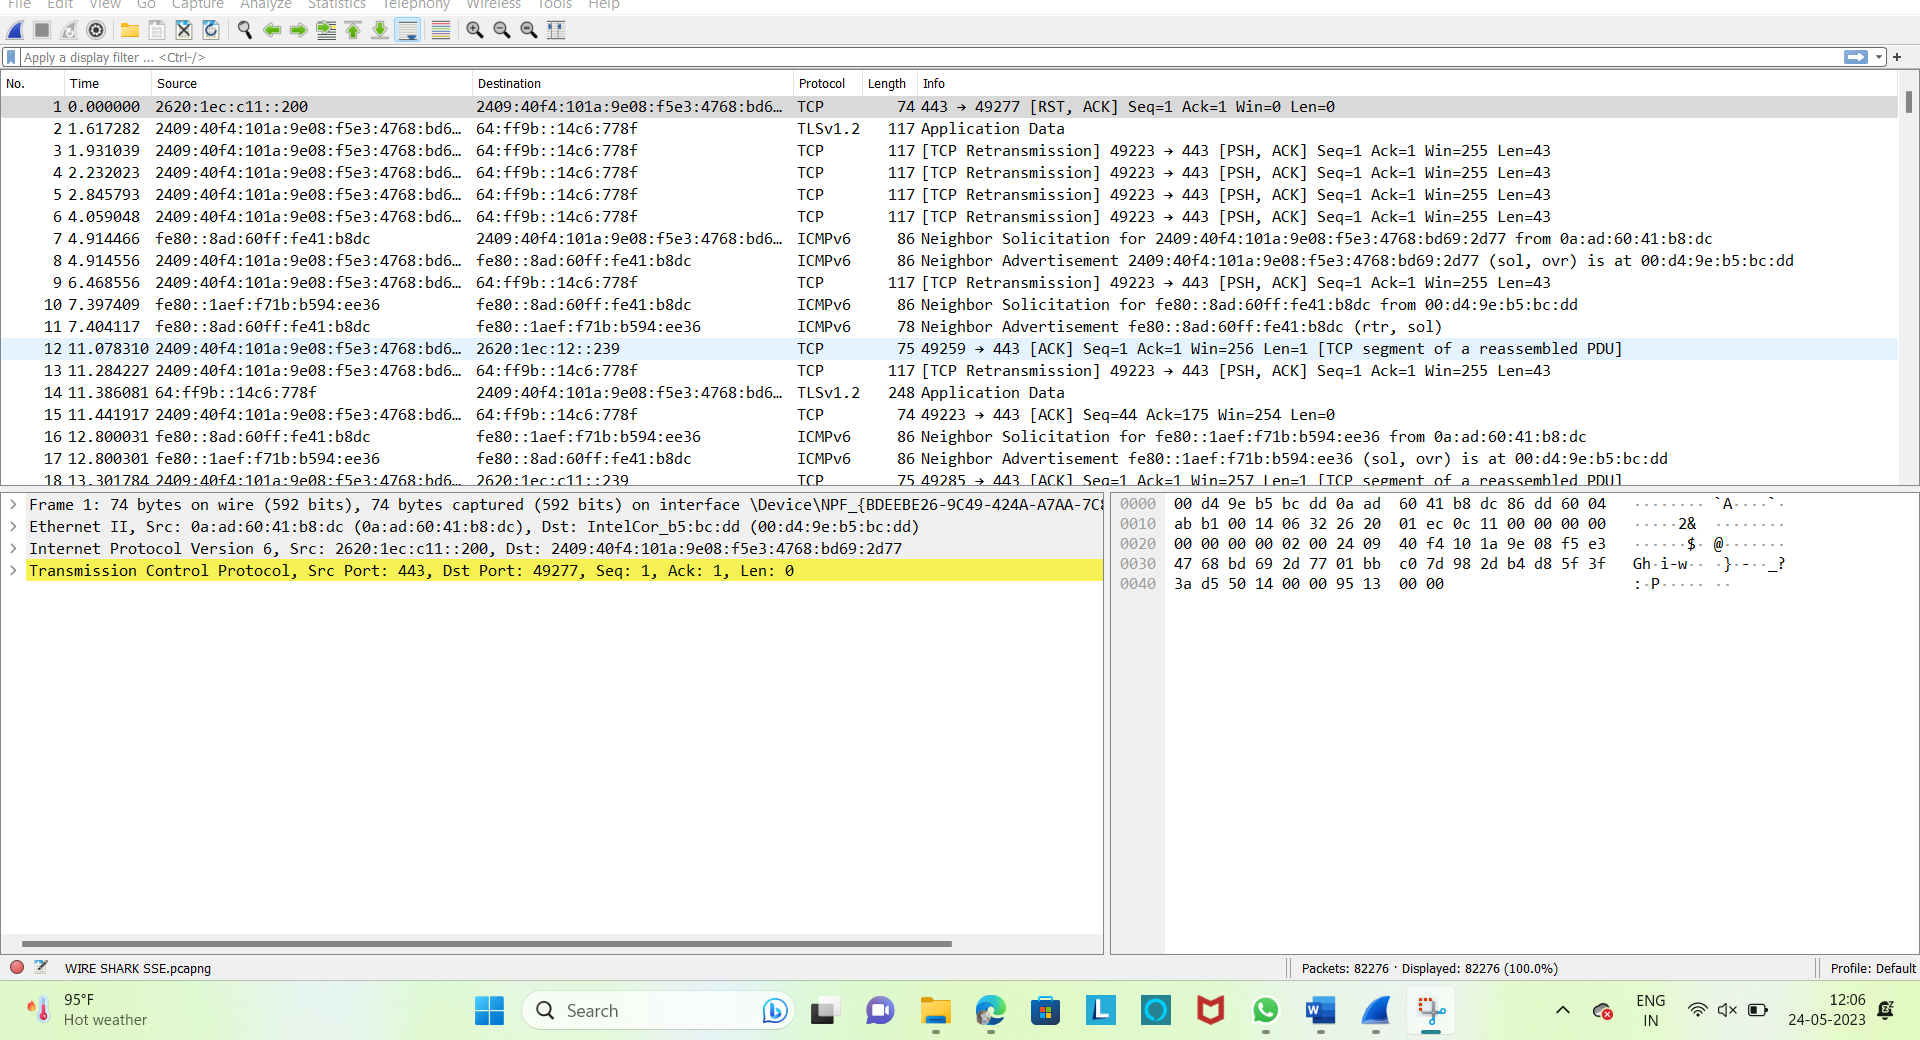 File Edit View Go Capture Analyze Statistics Telephony Wireless Tools Help
Apply a display filter ... <Ctrl-/>
No. Time Source Destination Protocol Length Info
1 0.000000 2620:1ec:c11::200 2409:40f4:101a:9e08:f5e3:4768:bd6... TCP 74 443 → 49277 [RST, ACK] Seq=1 Ack=1 Win=0 Len=0
2 1.617282 2409:40f4:101a:9e08:f5e3:4768:bd6... 64:ff9b::14c6:778f TLSv1.2 117 Application Data
3 1.931039 2409:40f4:101a:9e08:f5e3:4768:bd6... 64:ff9b::14c6:778f TCP 117 [TCP Retransmission] 49223 → 443 [PSH, ACK] Seq=1 Ack=1 Win=255 Len=43
4 2.232023 2409:40f4:101a:9e08:f5e3:4768:bd6... 64:ff9b::14c6:778f TCP 117 [TCP Retransmission] 49223 → 443 [PSH, ACK] Seq=1 Ack=1 Win=255 Len=43
5 2.845793 2409:40f4:101a:9e08:f5e3:4768:bd6... 64:ff9b::14c6:778f TCP 117 [TCP Retransmission] 49223 → 443 [PSH, ACK] Seq=1 Ack=1 Win=255 Len=43
6 4.059048 2409:40f4:101a:9e08:f5e3:4768:bd6... 64:ff9b::14c6:778f TCP 117 [TCP Retransmission] 49223 → 443 [PSH, ACK] Seq=1 Ack=1 Win=255 Len=43
7 4.914466 fe80::8ad:60ff:fe41:b8dc 2409:40f4:101a:9e08:f5e3:4768:bd6... ICMPv6 86 Neighbor Solicitation for 2409:40f4:101a:9e08:f5e3:4768:bd69:2d77 from 0a:ad:60:41:b8:dc
8 4.914556 2409:40f4:101a:9e08:f5e3:4768:bd6... fe80::8ad:60ff:fe41:b8dc ICMPv6 86 Neighbor Advertisement 2409:40f4:101a:9e08:f5e3:4768:bd69:2d77 (sol, ovr) is at 00:d4:9e:b5:bc:dd
9 6.468556 2409:40f4:101a:9e08:f5e3:4768:bd6... 64:ff9b::14c6:778f TCP 117 [TCP Retransmission] 49223 → 443 [PSH, ACK] Seq=1 Ack=1 Win=255 Len=43
10 7.397409 fe80::1aef:f71b:b594:ee36 fe80::8ad:60ff:fe41:b8dc ICMPv6 86 Neighbor Solicitation for fe80::8ad:60ff:fe41:b8dc from 00:d4:9e:b5:bc:dd
11 7.404117 fe80::8ad:60ff:fe41:b8dc fe80::1aef:f71b:b594:ee36 ICMPv6 78 Neighbor Advertisement fe80::8ad:60ff:fe41:b8dc (rtr, sol)
12 11.078310 2409:40f4:101a:9e08:f5e3:4768:bd6... 2620:1ec:12::239 TCP 75 49259 → 443 [ACK] Seq=1 Ack=1 Win=256 Len=1 [TCP segment of a reassembled PDU]
13 11.284227 2409:40f4:101a:9e08:f5e3:4768:bd6... 64:ff9b::14c6:778f TCP 117 [TCP Retransmission] 49223 → 443 [PSH, ACK] Seq=1 Ack=1 Win=255 Len=43
14 11.386081 64:ff9b::14c6:778f 2409:40f4:101a:9e08:f5e3:4768:bd6... TLSv1.2 248 Application Data
15 11.441917 2409:40f4:101a:9e08:f5e3:4768:bd6... 64:ff9b::14c6:778f TCP 74 49223 → 443 [ACK] Seq=44 Ack=175 Win=254 Len=0
16 12.800031 fe80::8ad:60ff:fe41:b8dc fe80::1aef:f71b:b594:ee36 ICMPv6 86 Neighbor Solicitation for fe80::1aef:f71b:b594:ee36 from 0a:ad:60:41:b8:dc
17 12.800301 fe80::1aef:f71b:b594:ee36 fe80::8ad:60ff:fe41:b8dc ICMPv6 86 Neighbor Advertisement fe80::1aef:f71b:b594:ee36 (sol, ovr) is at 00:d4:9e:b5:bc:dd
18 13.301784 2409:40f4:101a:9e08:f5e3:4768:bd6... 2620:1ec:c11::239 TCP 75 49285 → 443 [ACK] Seq=1 Ack=1 Win=257 Len=1 [TCP segment of a reassembled PDU]
Frame 1: 74 bytes on wire (592 bits), 74 bytes captured (592 bits) on interface \Device\NPF_{BDEEBE26-9C49-424A-A7AA-7C8
Ethernet II, Src: 0a:ad:60:41:b8:dc (0a:ad:60:41:b8:dc), Dst: IntelCor_b5:bc:dd (00:d4:9e:b5:bc:dd)
Internet Protocol Version 6, Src: 2620:1ec:c11::200, Dst: 2409:40f4:101a:9e08:f5e3:4768:bd69:2d77
Transmission Control Protocol, Src Port: 443, Dst Port: 49277, Seq: 1, Ack: 1, Len: 0
0000 00 d4 9e b5 bc dd 0a ad 60 41 b8 dc 86 dd 60 04 ········ `A····`·
0010 ab b1 00 14 06 32 26 20 01 ec 0c 11 00 00 00 00 ·····2& ········
0020 00 00 00 00 02 00 24 09 40 f4 10 1a 9e 08 f5 e3 ······$· @·······
0030 47 68 bd 69 2d 77 01 bb c0 7d 98 2d b4 d8 5f 3f Gh·i-w·· ·}·-··_?
0040 3a d5 50 14 00 00 95 13 00 00 :·P····· ··
WIRE SHARK SSE.pcapng Packets: 82276 · Displayed: 82276 (100.0%) Profile: Default
95°F
Hot weather
Search
ENG
IN
12:06
24-05-2023